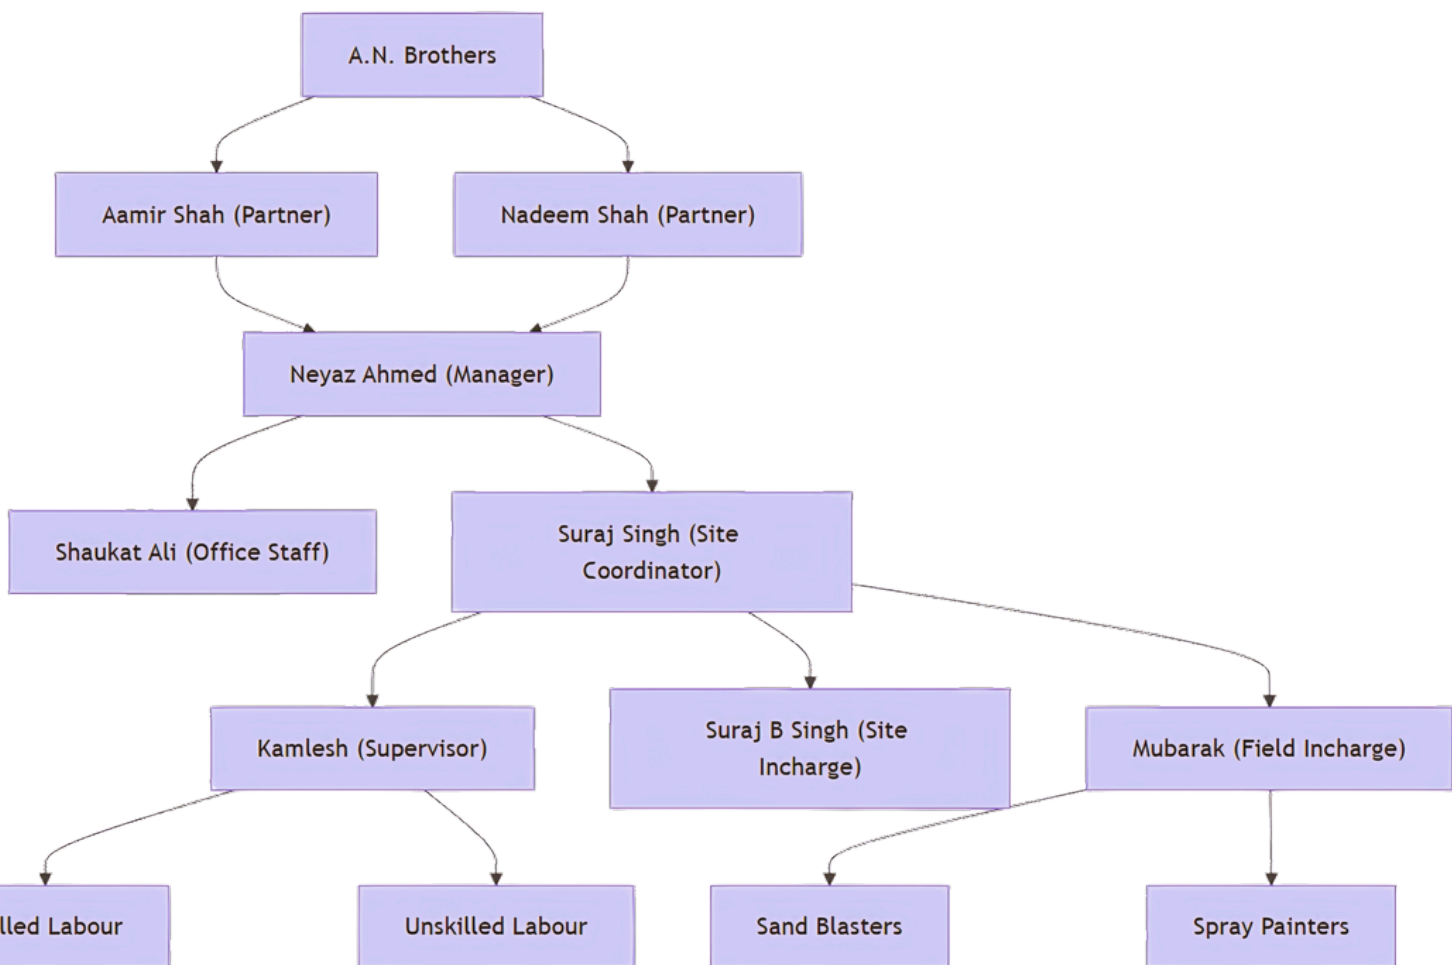 A.N. Brothers
Aamir Shah (Partner)
Nadeem Shah (Partner)
Neyaz Ahmed (Manager)
Shaukat Ali (Office Staff)
Suraj Singh (Site
Coordinator)
Kamlesh (Supervisor)
Suraj B Singh (Site
Incharge)
Mubarak (Field Incharge)
Labour
Unskilled Labour
Sand Blasters
Spray Painters